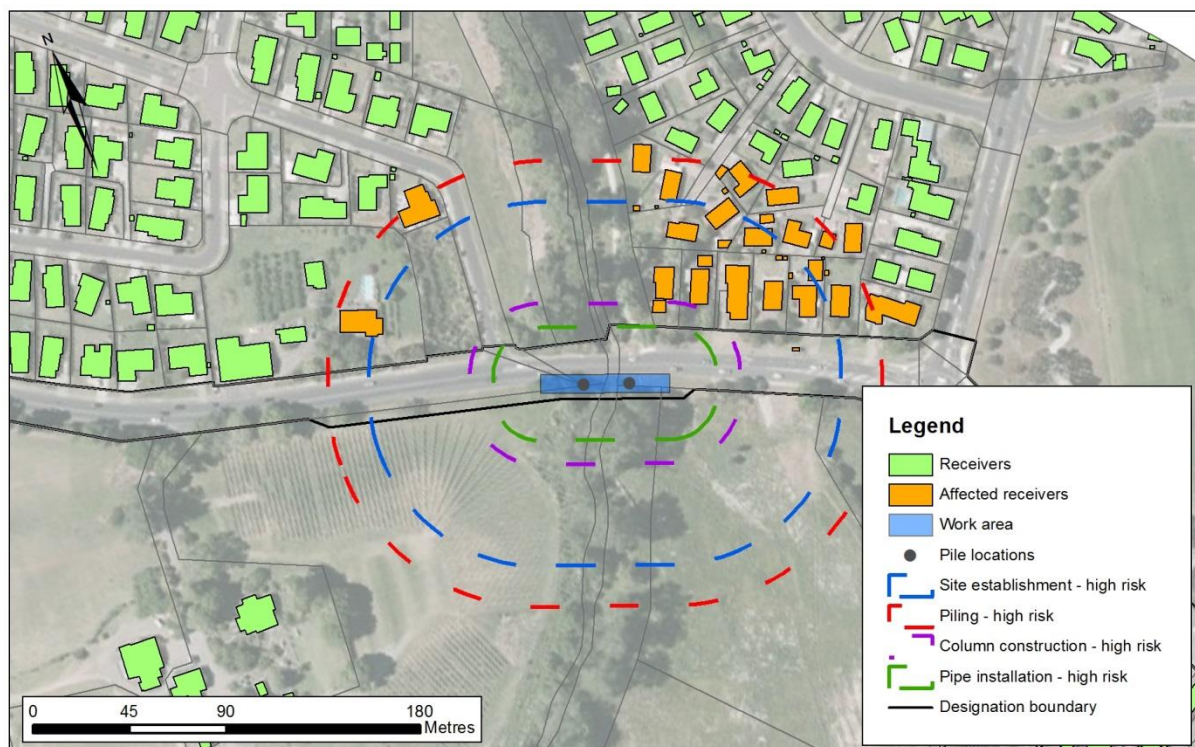 N
Legend
Receivers
Affected receivers
Work area
Pile locations
Site establishment - high risk
Piling - high risk
Column construction - high risk
Pipe installation - high risk
Designation boundary
0 45 90 180
Metres